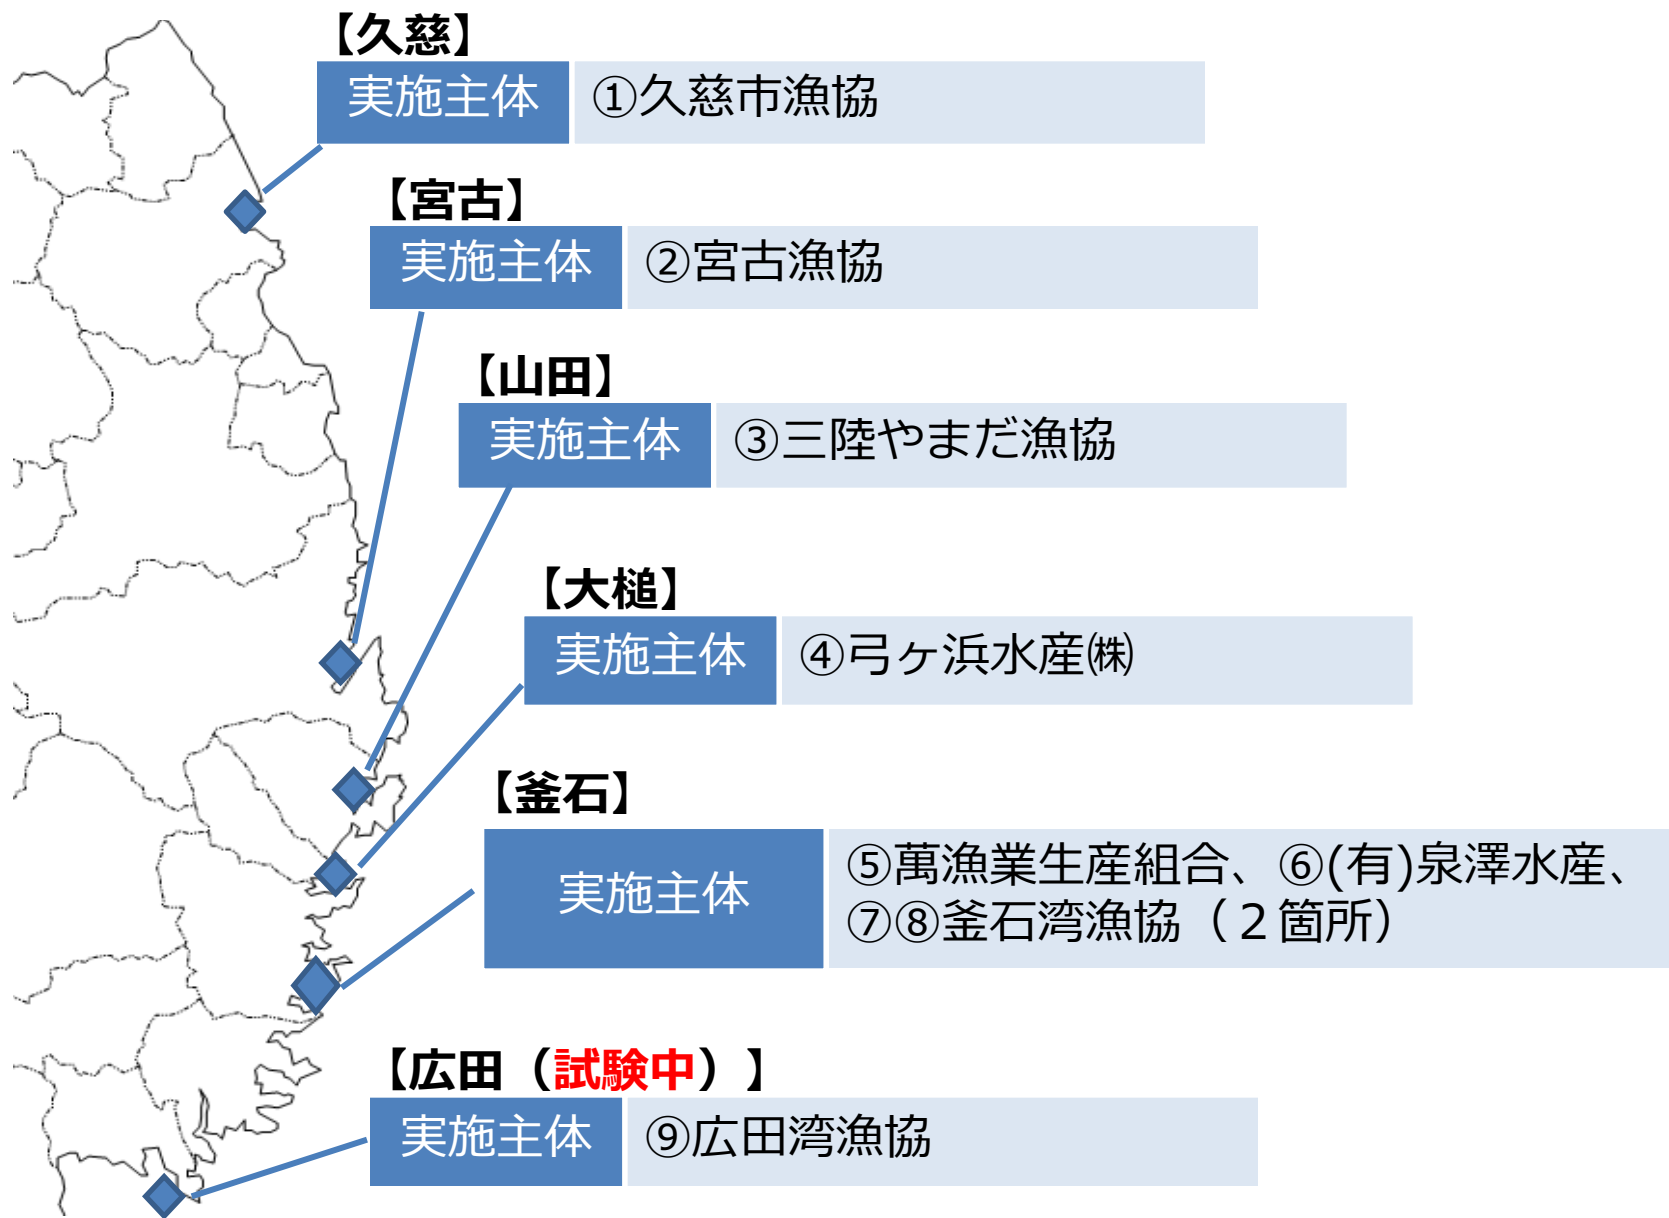 【久慈】
実施主体 ①久慈市漁協
【宮古】
実施主体 ②宮古漁協
【山田】
実施主体 ③三陸やまだ漁協
【大槌】
実施主体 ④弓ヶ浜水産㈱
【釜石】
実施主体 ⑤萬漁業生産組合、⑥(有)泉澤水産、
⑦⑧釜石湾漁協（２箇所）
【広田（試験中）】
実施主体 ⑨広田湾漁協